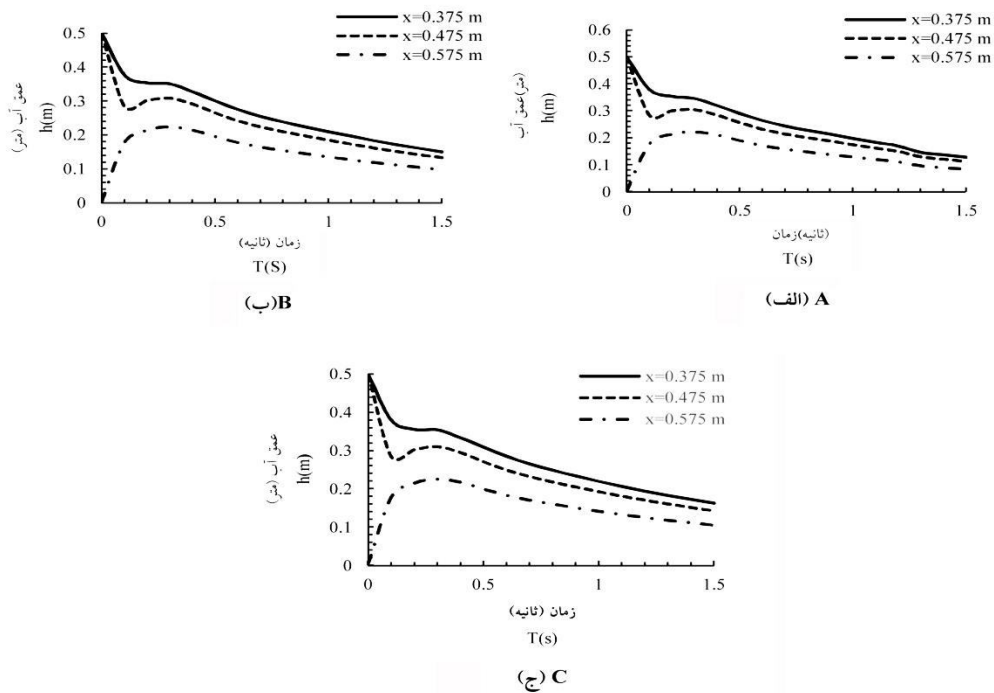 x=0.375 m
x=0.475 m
x=0.575 m
0.5
0.4
0.3
0.2
0.1
0
عمق آب (متر)
h(m)
0
0.5
1
1.5
زمان (ثانیه)
T(S)
B(ب)
x=0.375 m
x=0.475 m
x=0.575 m
0.6
0.5
0.4
0.3
0.2
0.1
0.0
(متر)عمق آب
h(m)
0
0.5
1
1.5
(ثانیه)زمان
T(s)
A (الف)
x=0.375 m
x=0.475 m
x=0.575 m
0.5
0.4
0.3
0.2
0.1
0
عمق آب (متر)
h(m)
0
0.5
1
1.5
زمان (ثانیه)
T(s)
C (ج)